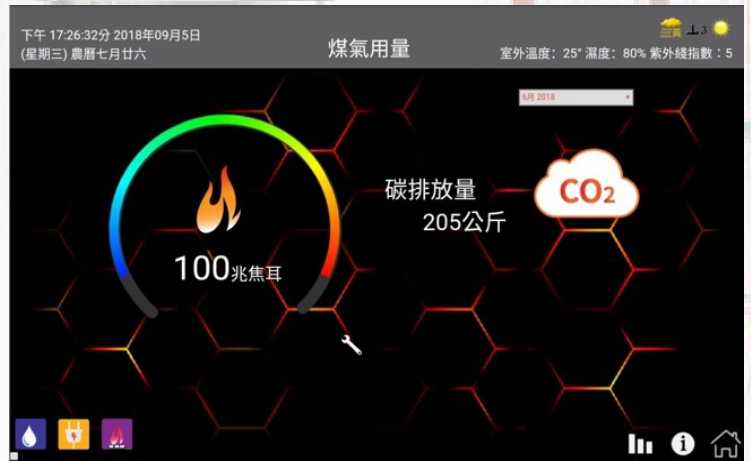 下午 17:26:32分 2018年09月5日
(星期三) 農曆七月廿六
煤氣用量
⊥3
室外溫度：25° 濕度：80% 紫外綫指數：5
6月 2018
碳排放量
205公斤
CO2
100兆焦耳